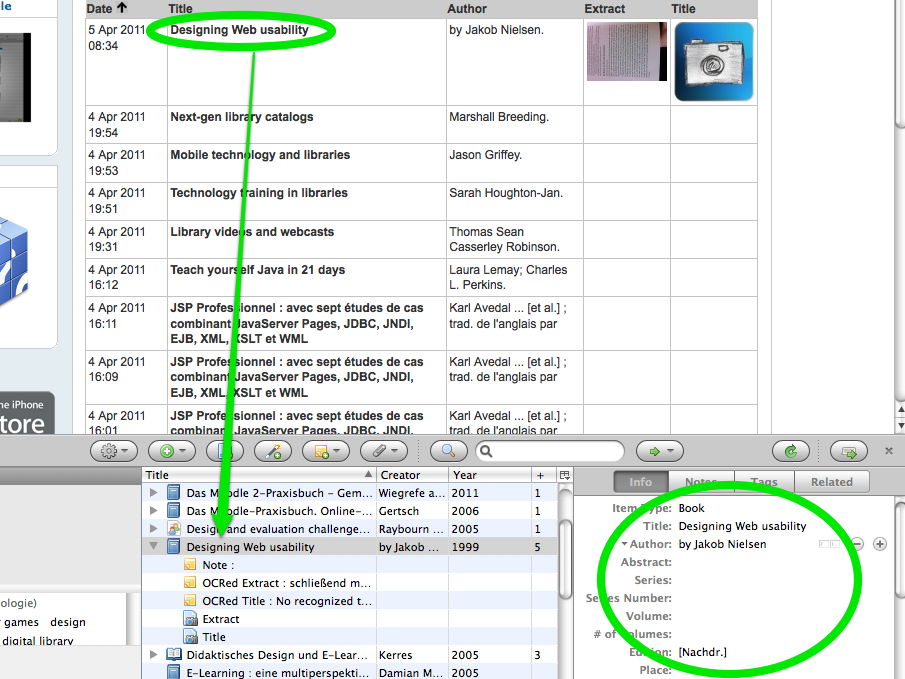 le
Date Title Author Extract Title
5 Apr 2011 Designing Web usability by Jakob Nielsen.
08:34
4 Apr 2011 Next-gen library catalogs Marshall Breeding.
19:54
4 Apr 2011 Mobile technology and libraries Jason Griffey.
19:53
4 Apr 2011 Technology training in libraries Sarah Houghton-Jan.
19:51
4 Apr 2011 Library videos and webcasts Thomas Sean
19:31 Casserley Robinson.
4 Apr 2011 Teach yourself Java in 21 days Laura Lemay; Charles
16:12 L. Perkins.
4 Apr 2011 JSP Professionnel : avec sept études de cas Karl Avedal ... [et al.] ;
16:11 combinant JavaServer Pages, JDBC, JNDI, trad. de l'anglais par
EJB, XML, XSLT et WML
4 Apr 2011 JSP Professionnel : avec sept études de cas Karl Avedal ... [et al.] ;
16:09 combinant JavaServer Pages, JDBC, JNDI, trad. de l'anglais par
EJB, XML, XSLT et WML
4 Apr 2011 JSP Professionnel : avec sept études de cas Karl Avedal ... [et al.] ;
16:01 combinant JavaServer Pages, JDBC, JNDI, trad. de l'anglais par
ne iPhone
tore
Title Creator Year +
Das Moodle 2-Praxisbuch - Gem... Wiegrefe a... 2011 1
Das Moodle-Praxisbuch. Online-... Gertsch 2006 1
Design and evaluation challenge... Raybourn ... 2005 1
Designing Web usability by Jakob ... 1999 5
Note :
OCRed Extract : schließend m...
OCRed Title : No recognized t...
Extract
Title
Didaktisches Design und E-Lear... Kerres 2005 3
E-Learning : eine multiperspekti... Damian M... 2005
ologie)
games design
digital library
Info Notes Tags Related
Item Type: Book
Title: Designing Web usability
Author: by Jakob Nielsen
Abstract:
Series:
Series Number:
Volume:
# of Volumes:
Edition: [Nachdr.]
Place: